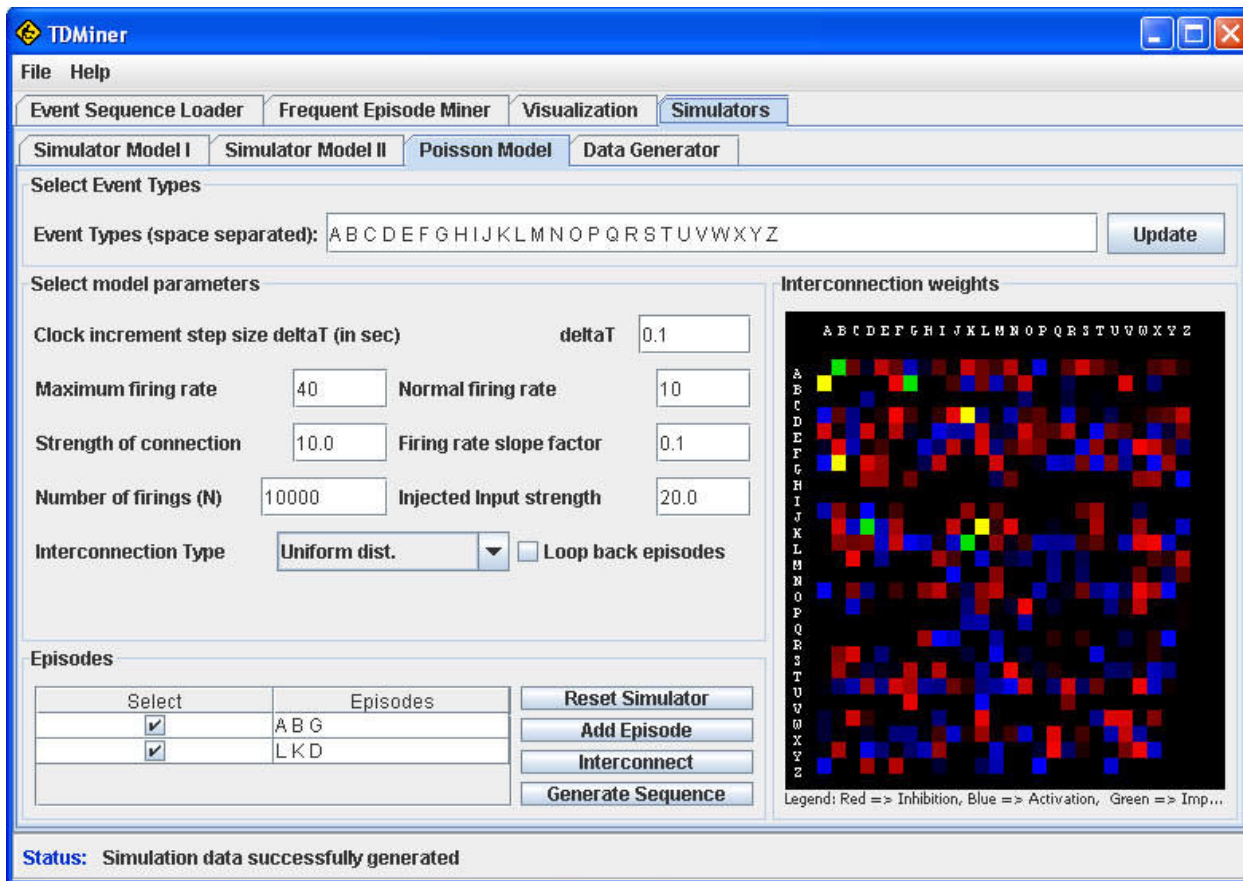 TDMiner
File Help
Event Sequence Loader Frequent Episode Miner Visualization Simulators
Simulator Model I Simulator Model II Poisson Model Data Generator
Select Event Types
Event Types (space separated): A B C D E F G H I J K L M N O P Q R S T U V W X Y Z Update
Select model parameters
Clock increment step size deltaT (in sec) deltaT 0.1
Maximum firing rate 40 Normal firing rate 10
Strength of connection 10.0 Firing rate slope factor 0.1
Number of firings (N) 10000 Injected Input strength 20.0
Interconnection Type Uniform dist. Loop back episodes
Interconnection weights
A B C D E F G H I J K L M N O P Q R S T U V W X Y Z
A
B
C
D
E
F
G
H
I
J
K
L
M
N
O
P
Q
R
S
T
U
V
W
X
Y
Z
Legend: Red => Inhibition, Blue => Activation, Green => Imp...
Episodes
Select Episodes
A B G
L K D
Reset Simulator
Add Episode
Interconnect
Generate Sequence
Status: Simulation data successfully generated